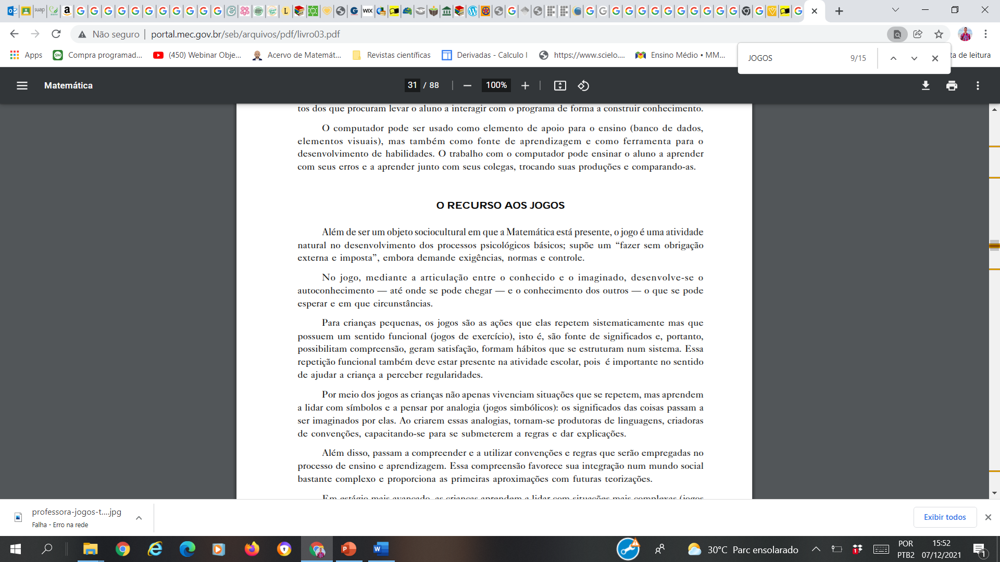 suap
WIX
Não seguro
portal.mec.gov.br/seb/arquivos/pdf/livro03.pdf
Apps
Compra programad...
(450) Webinar Obje...
Acervo de Matemát...
Revistas científicas
Derivadas - Calculo I
https://www.scielo....
Ensino Médio • MM...
ta de leitura
JOGOS
9/15
Matemática
31 / 88
100%
tos dos que procuram levar o aluno a interagir com o programa de forma a construir conhecimento.
O computador pode ser usado como elemento de apoio para o ensino (banco de dados,
elementos visuais), mas também como fonte de aprendizagem e como ferramenta para o
desenvolvimento de habilidades. O trabalho com o computador pode ensinar o aluno a aprender
com seus erros e a aprender junto com seus colegas, trocando suas produções e comparando-as.
O RECURSO AOS JOGOS
Além de ser um objeto sociocultural em que a Matemática está presente, o jogo é uma atividade
natural no desenvolvimento dos processos psicológicos básicos; supõe um “fazer sem obrigação
externa e imposta”, embora demande exigências, normas e controle.
No jogo, mediante a articulação entre o conhecido e o imaginado, desenvolve-se o
autoconhecimento — até onde se pode chegar — e o conhecimento dos outros — o que se pode
esperar e em que circunstâncias.
Para crianças pequenas, os jogos são as ações que elas repetem sistematicamente mas que
possuem um sentido funcional (jogos de exercício), isto é, são fonte de significados e, portanto,
possibilitam compreensão, geram satisfação, formam hábitos que se estruturam num sistema. Essa
repetição funcional também deve estar presente na atividade escolar, pois é importante no sentido
de ajudar a criança a perceber regularidades.
Por meio dos jogos as crianças não apenas vivenciam situações que se repetem, mas aprendem
a lidar com símbolos e a pensar por analogia (jogos simbólicos): os significados das coisas passam a
ser imaginados por elas. Ao criarem essas analogias, tornam-se produtoras de linguagens, criadoras
de convenções, capacitando-se para se submeterem a regras e dar explicações.
Além disso, passam a compreender e a utilizar convenções e regras que serão empregadas no
processo de ensino e aprendizagem. Essa compreensão favorece sua integração num mundo social
bastante complexo e proporciona as primeiras aproximações com futuras teorizações.
Em estágio mais avançado, as crianças aprendem a lidar com situações mais complexas (jogos
professora-jogos-t....jpg
Falha - Erro na rede
Exibir todos
30°C Parc ensolarado
POR
PTB2
15:52
07/12/2021
1